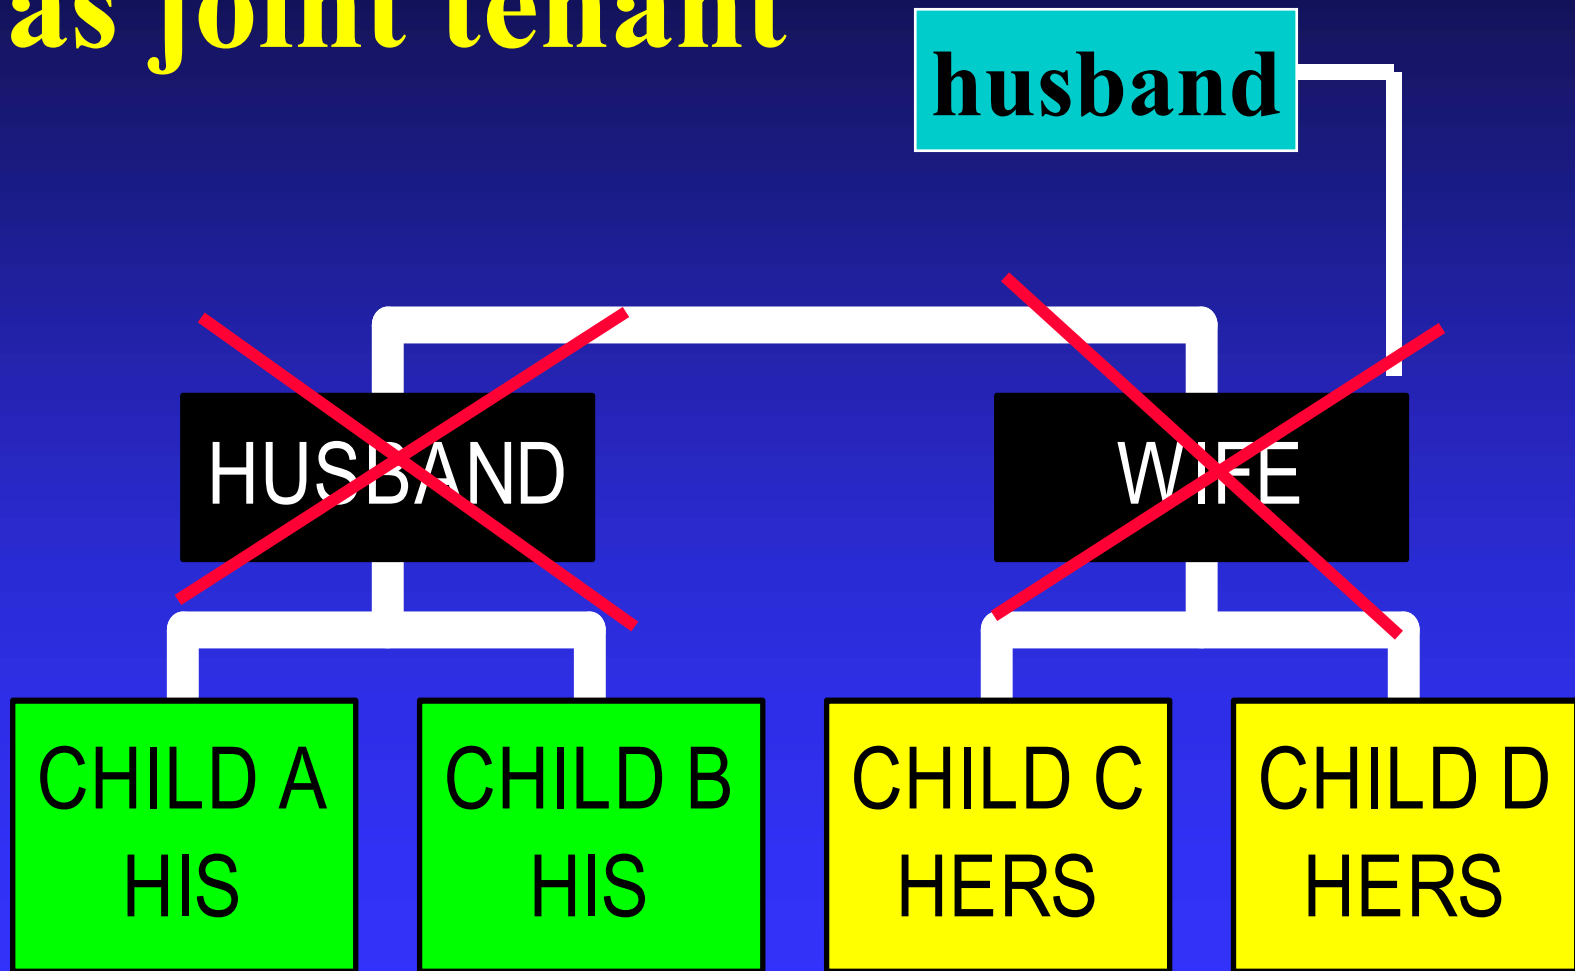 as joint tenant
husband
HUSBAND
WIFE
CHILD A
HIS
CHILD B
HIS
CHILD C
HERS
CHILD D
HERS